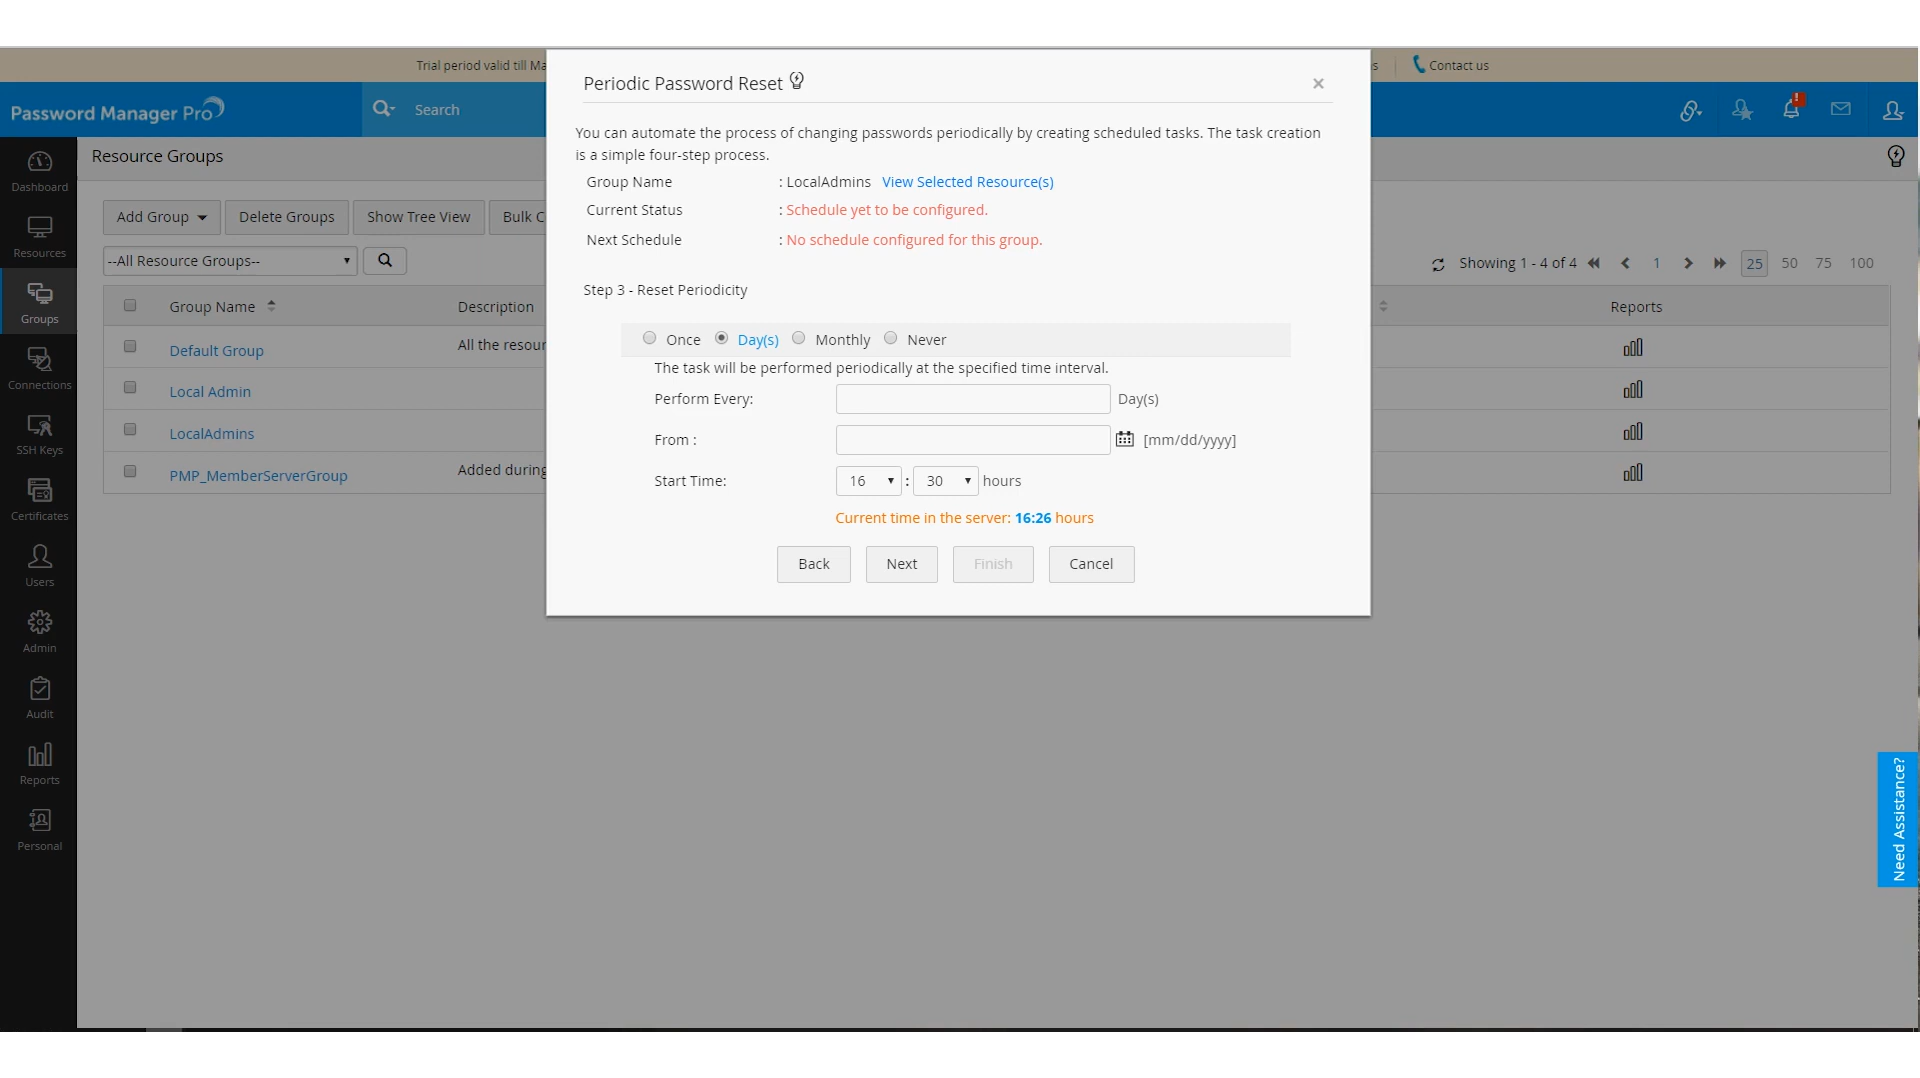 Trial period valid till Ma
s
Contact us
Password Manager Pro
Search
Periodic Password Reset
×
You can automate the process of changing passwords periodically by creating scheduled tasks. The task creation
is a simple four-step process.
Group Name : LocalAdmins View Selected Resource(s)
Current Status : Schedule yet to be configured.
Next Schedule : No schedule configured for this group.
Step 3 - Reset Periodicity
Once Day(s) Monthly Never
The task will be performed periodically at the specified time interval.
Perform Every: Day(s)
From : [mm/dd/yyyy]
Start Time: 16 : 30 hours
Current time in the server: 16:26 hours
Back Next Finish Cancel
Dashboard
Resources
Groups
Connections
SSH Keys
Certificates
Users
Admin
Audit
Reports
Personal
Resource Groups
Add Group Delete Groups Show Tree View Bulk C
--All Resource Groups--
Showing 1 - 4 of 4 1 25 50 75 100
Group Name Description Reports
Default Group All the resour
Local Admin
LocalAdmins
PMP_MemberServerGroup Added during
Need Assistance?